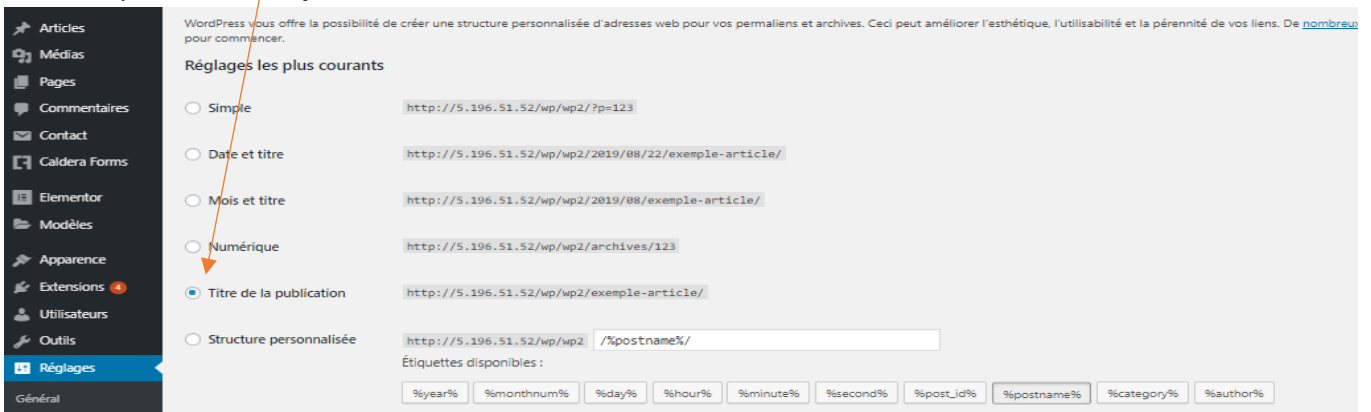 Articles
Médias
Pages
Commentaires
Contact
Caldera Forms
Elementor
Modèles
Apparence
Extensions 4
Utilisateurs
Outils
Réglages
Général
WordPress vous offre la possibilité de créer une structure personnalisée d'adresses web pour vos permaliens et archives. Ceci peut améliorer l'esthétique, l'utilisabilité et la pérennité de vos liens. De nombreux
pour commencer.
Réglages les plus courants
Simple http://5.196.51.52/wp/wp2/?p=123
Date et titre http://5.196.51.52/wp/wp2/2019/08/22/exemple-article/
Mois et titre http://5.196.51.52/wp/wp2/2019/08/exemple-article/
Numérique http://5.196.51.52/wp/wp2/archives/123
Titre de la publication http://5.196.51.52/wp/wp2/exemple-article/
Structure personnalisée http://5.196.51.52/wp/wp2 /%postname%/
Étiquettes disponibles :
%year% %monthnum% %day% %hour% %minute% %second% %post_id% %postname% %category% %author%